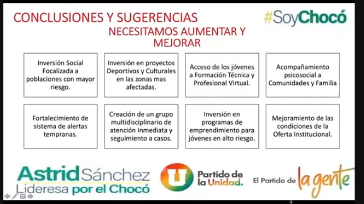 CONCLUSIONES Y SUGERENCIAS
#SoyChocó
NECESITAMOS AUMENTAR Y
MEJORAR
Inversión Social
Focalizada a
poblaciones con mayor
riesgo.
Inversión en proyectos
Deportivos y Culturales
en las zonas mas
afectadas.
Acceso de los jóvenes
a Formación Técnica y
Profesional Virtual.
Acompañamiento
psicosocial a
Comunidades y Familia
Fortalecimiento de
sistema de alertas
tempranas.
Creación de un grupo
multidisciplinario de
atención inmediata y
seguimiento a casos.
Inversión en
programas de
emprendimiento para
jóvenes en alto riesgo.
Mejoramiento de las
condiciones de la
Oferta Institucional.
Astrid Sánchez
Lideresa por el Chocó
U
Partido de
la Unidad.
El Partido de la gente